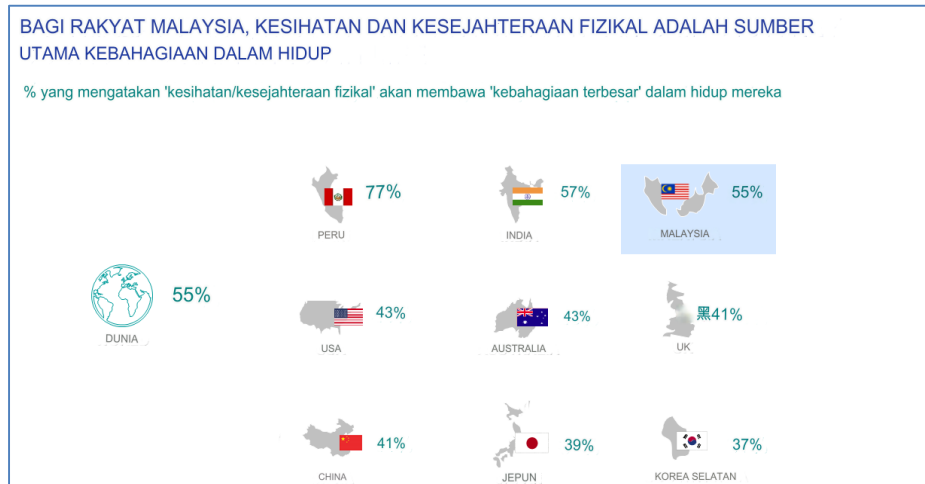 BAGI RAKYAT MALAYSIA, KESIHATAN DAN KESEJAHTERAAN FIZIKAL ADALAH SUMBER
UTAMA KEBAHAGIAAN DALAM HIDUP
% yang mengatakan 'kesihatan/kesejahteraan fizikal' akan membawa 'kebahagiaan terbesar' dalam hidup mereka
77%
PERU
57%
INDIA
55%
MALAYSIA
55%
DUNIA
43%
USA
43%
AUSTRALIA
黑41%
UK
41%
CHINA
39%
JEPUN
37%
KOREA SELATAN